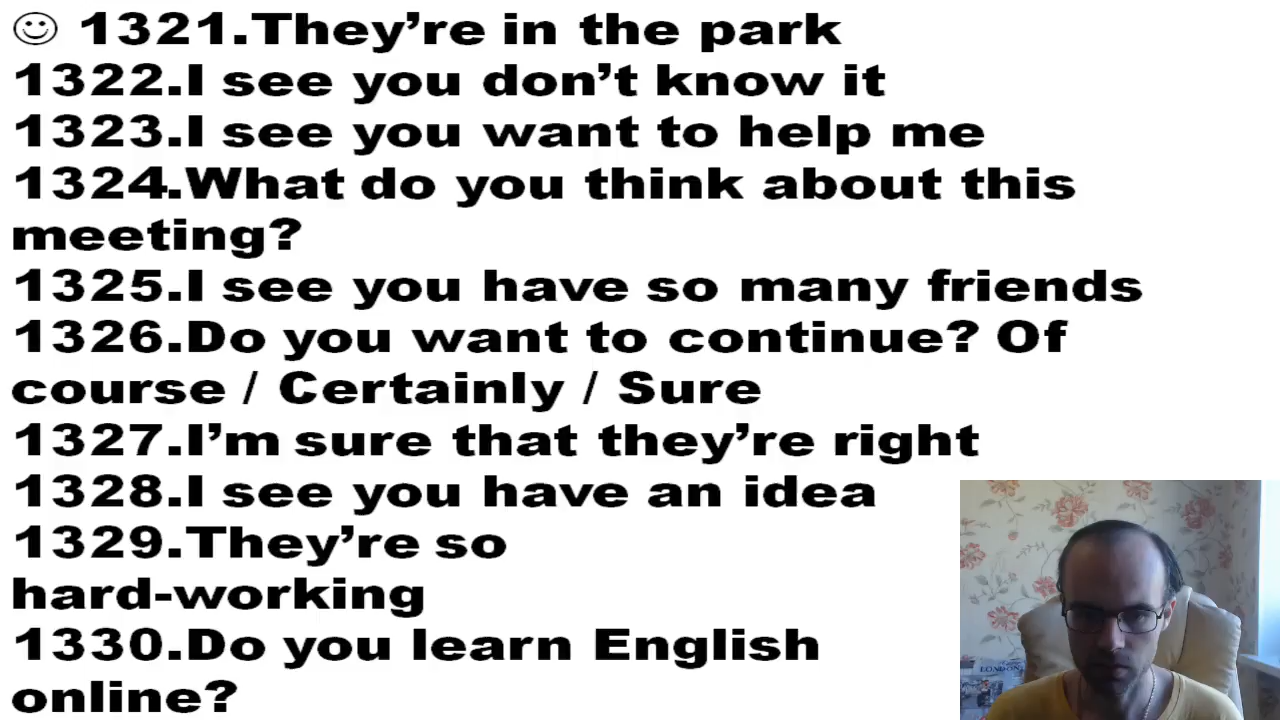 ☺ 1321.They’re in the park
1322.I see you don’t know it
1323.I see you want to help me
1324.What do you think about this
meeting?
1325.I see you have so many friends
1326.Do you want to continue? Of
course / Certainly / Sure
1327.I’m sure that they’re right
1328.I see you have an idea
1329.They’re so
hard-working
1330.Do you learn English
online?
LONDON